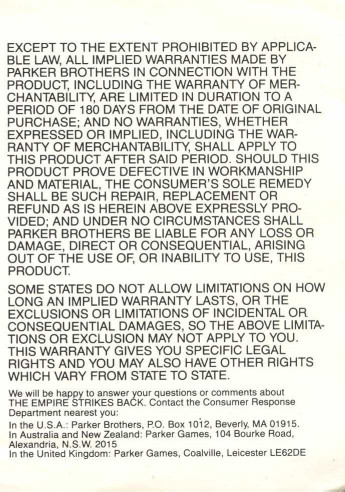 EXCEPT TO THE EXTENT PROHIBITED BY APPLICA-
BLE LAW, ALL IMPLIED WARRANTIES MADE BY
PARKER BROTHERS IN CONNECTION WITH THE
PRODUCT, INCLUDING THE WARRANTY OF MER-
CHANTABILITY, ARE LIMITED IN DURATION TO A
PERIOD OF 180 DAYS FROM THE DATE OF ORIGINAL
PURCHASE; AND NO WARRANTIES, WHETHER
EXPRESSED OR IMPLIED, INCLUDING THE WAR-
RANTY OF MERCHANTABILITY, SHALL APPLY TO
THIS PRODUCT AFTER SAID PERIOD. SHOULD THIS
PRODUCT PROVE DEFECTIVE IN WORKMANSHIP
AND MATERIAL, THE CONSUMER'S SOLE REMEDY
SHALL BE SUCH REPAIR, REPLACEMENT OR
REFUND AS IS HEREIN ABOVE EXPRESSLY PRO-
VIDED; AND UNDER NO CIRCUMSTANCES SHALL
PARKER BROTHERS BE LIABLE FOR ANY LOSS OR
DAMAGE, DIRECT OR CONSEQUENTIAL, ARISING
OUT OF THE USE OF, OR INABILITY TO USE, THIS
PRODUCT.
SOME STATES DO NOT ALLOW LIMITATIONS ON HOW
LONG AN IMPLIED WARRANTY LASTS, OR THE
EXCLUSIONS OR LIMITATIONS OF INCIDENTAL OR
CONSEQUENTIAL DAMAGES, SO THE ABOVE LIMITA-
TIONS OR EXCLUSION MAY NOT APPLY TO YOU.
THIS WARRANTY GIVES YOU SPECIFIC LEGAL
RIGHTS AND YOU MAY ALSO HAVE OTHER RIGHTS
WHICH VARY FROM STATE TO STATE.
We will be happy to answer your questions or comments about
THE EMPIRE STRIKES BACK. Contact the Consumer Response
Department nearest you:
In the U.S.A.: Parker Brothers, P.O. Box 1012, Beverly, MA 01915.
In Australia and New Zealand: Parker Games, 104 Bourke Road,
Alexandria, N.S.W. 2015
In the United Kingdom: Parker Games, Coalville, Leicester LE62DE